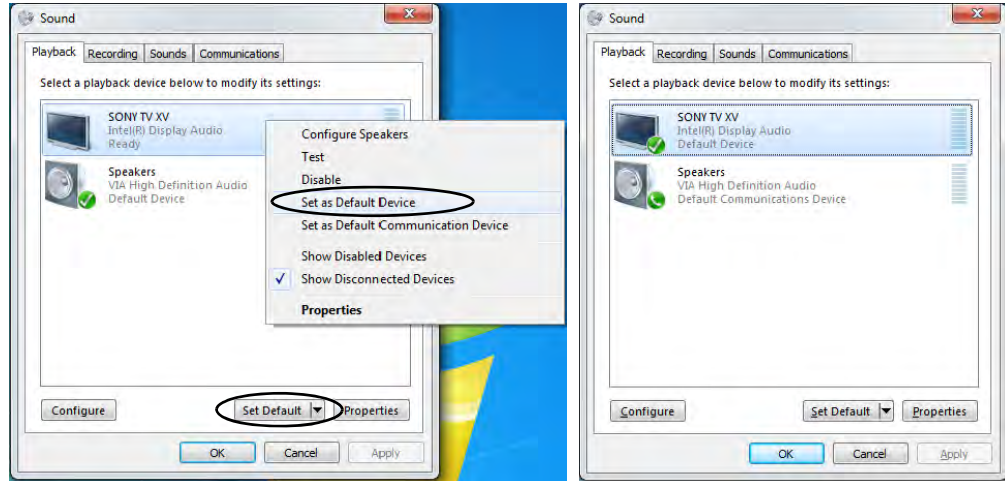 Sound
Playback Recording Sounds Communications
Select a playback device below to modify its settings:
SONY TV XV
Intel(R) Display Audio
Ready
Speakers
VIA High Definition Audio
Default Device
Configure Speakers
Test
Disable
Set as Default Device
Set as Default Communication Device
Show Disabled Devices
Show Disconnected Devices
Properties
Configure Set Default Properties
OK Cancel Apply
Sound
Playback Recording Sounds Communications
Select a playback device below to modify its settings:
SONY TV XV
Intel(R) Display Audio
Default Device
Speakers
VIA High Definition Audio
Default Communications Device
Configure Set Default Properties
OK Cancel Apply